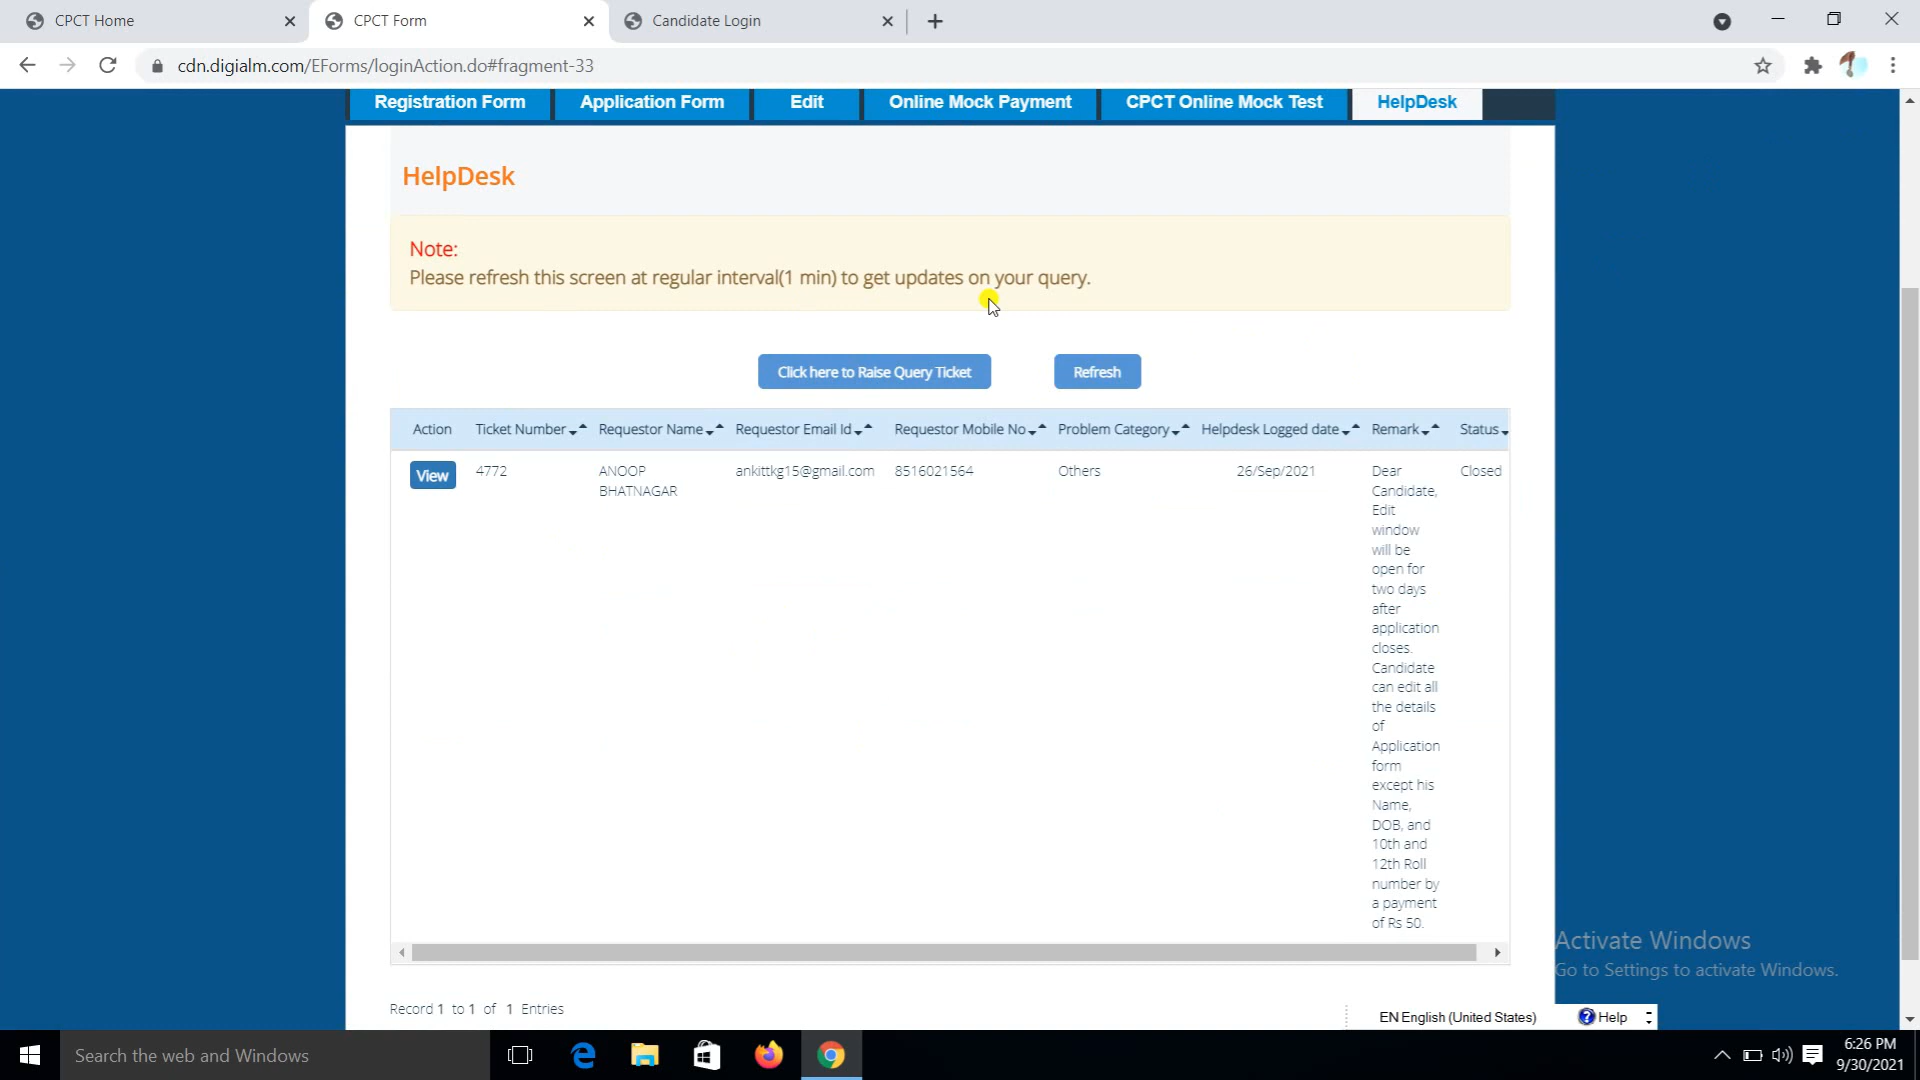 CPCT Home
CPCT Form
Candidate Login
cdn.digialm.com/EForms/loginAction.do#fragment-33
Registration Form
Application Form
Edit
Online Mock Payment
CPCT Online Mock Test
HelpDesk
HelpDesk
Note:
Please refresh this screen at regular interval(1 min) to get updates on your query.
Click here to Raise Query Ticket
Refresh
Action Ticket Number Requestor Name Requestor Email Id Requestor Mobile No Problem Category Helpdesk Logged date Remark Status
View 4772 ANOOP ankittkg15@gmail.com 8516021564 Others 26/Sep/2021 Dear Closed
BHATNAGAR Candidate,
Edit
window
will be
open for
two days
after
application
closes.
Candidate
can edit all
the details
of
Application
form
except his
Name,
DOB, and
10th and
12th Roll
number by
a payment
of Rs 50.
Activate Windows
Go to Settings to activate Windows.
Record 1 to 1 of 1 Entries
EN English (United States)
Help
Search the web and Windows
6:26 PM
9/30/2021